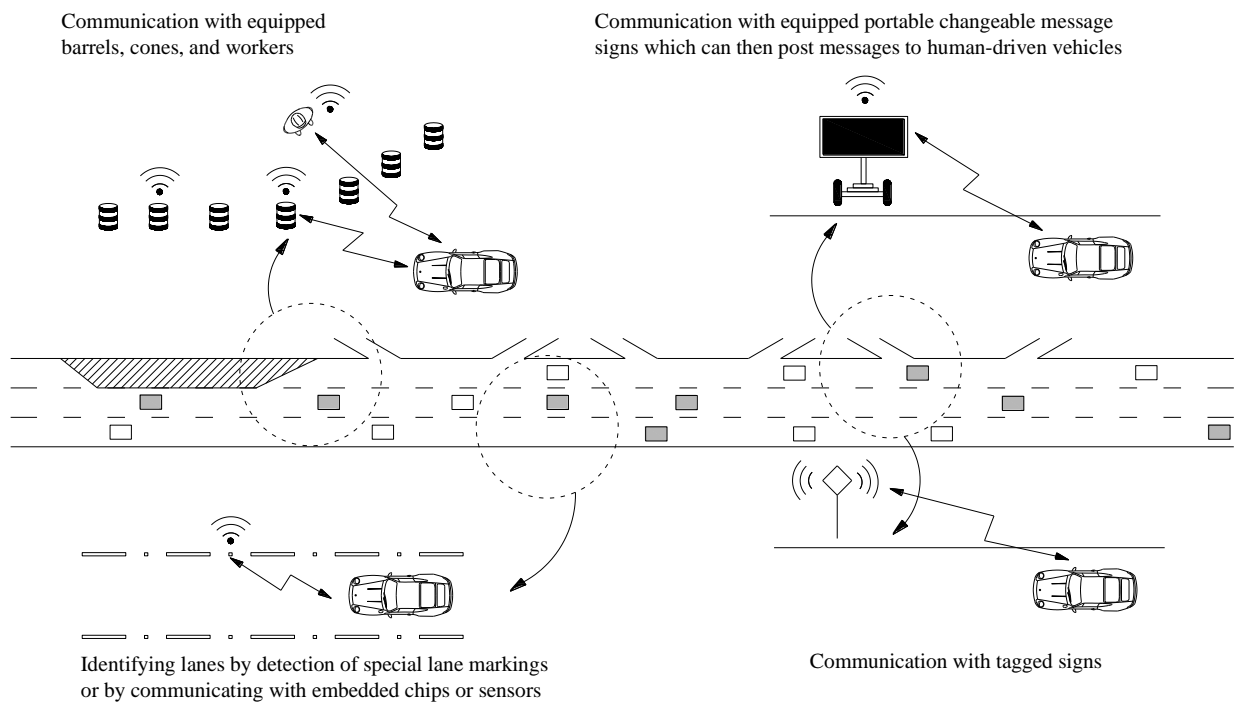 Communication with equipped
barrels, cones, and workers
Communication with equipped portable changeable message
signs which can then post messages to human-driven vehicles
Identifying lanes by detection of special lane markings
or by communicating with embedded chips or sensors
Communication with tagged signs